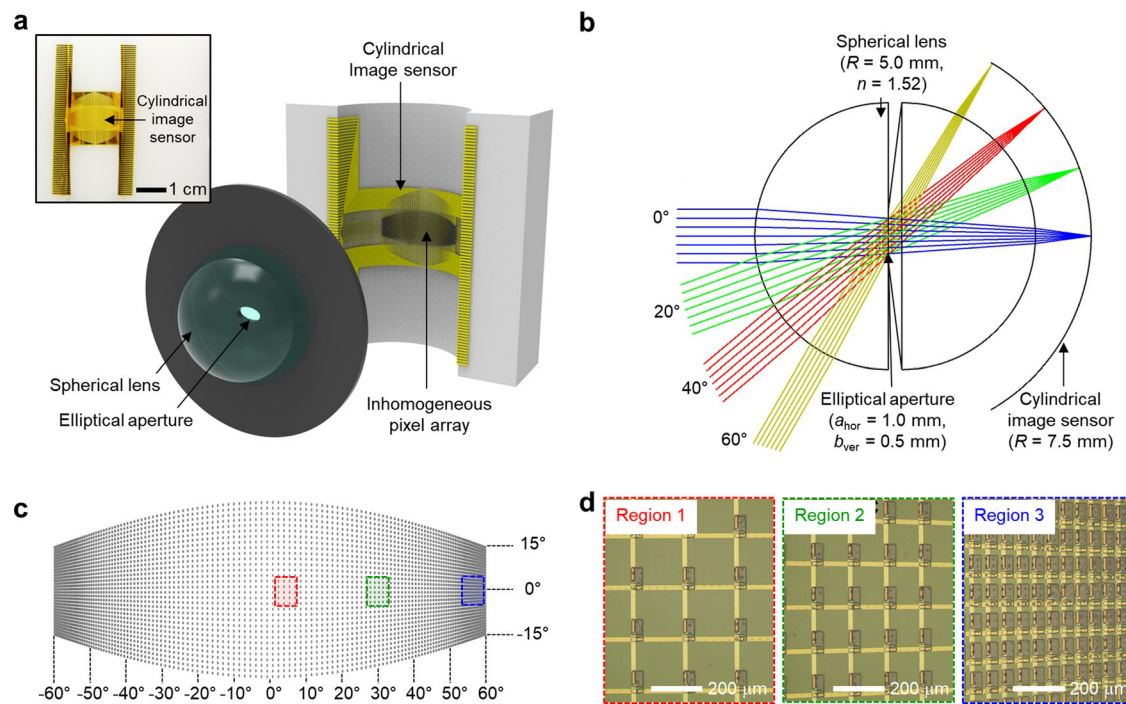 a
Cylindrical
image
sensor
1 cm
Cylindrical
Image sensor
Spherical lens
Elliptical aperture
Inhomogeneous
pixel array
b
Spherical lens
(R = 5.0 mm,
n = 1.52)
0°
20°
40°
60°
Elliptical aperture
(ahor = 1.0 mm,
bver = 0.5 mm)
Cylindrical
image sensor
(R = 7.5 mm)
c
15°
0°
-15°
-60° -50° -40° -30° -20° -10° 0° 10° 20° 30° 40° 50° 60°
d
Region 1
200 μm
Region 2
200 μm
Region 3
200 μm